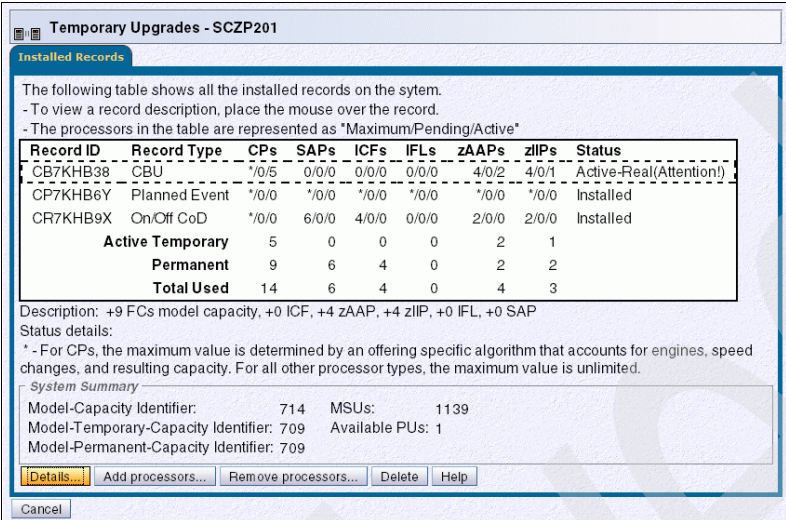 Temporary Upgrades - SCZP201
Installed Records
The following table shows all the installed records on the sytem.
- To view a record description, place the mouse over the record.
- The processors in the table are represented as "Maximum/Pending/Active"
Record ID Record Type CPs SAPs ICFs IFLs zAAPs zIIPs Status
CB7KHB38 CBU */0/5 0/0/0 0/0/0 0/0/0 4/0/2 4/0/1 Active-Real(Attention!)
CP7KHB6Y Planned Event */0/0 */0/0 */0/0 */0/0 */0/0 */0/0 Installed
CR7KHB9X On/Off CoD */0/0 6/0/0 4/0/0 0/0/0 2/0/0 2/0/0 Installed
Active Temporary 5 0 0 0 2 1
Permanent 9 6 4 0 2 2
Total Used 14 6 4 0 4 3
Description: +9 FCs model capacity, +0 ICF, +4 zAAP, +4 zIIP, +0 IFL, +0 SAP
Status details:
* - For CPs, the maximum value is determined by an offering specific algorithm that accounts for engines, speed
changes, and resulting capacity. For all other processor types, the maximum value is unlimited.
System Summary
Model-Capacity Identifier: 714 MSUs: 1139
Model-Temporary-Capacity Identifier: 709 Available PUs: 1
Model-Permanent-Capacity Identifier: 709
Details... Add processors... Remove processors... Delete Help
Cancel